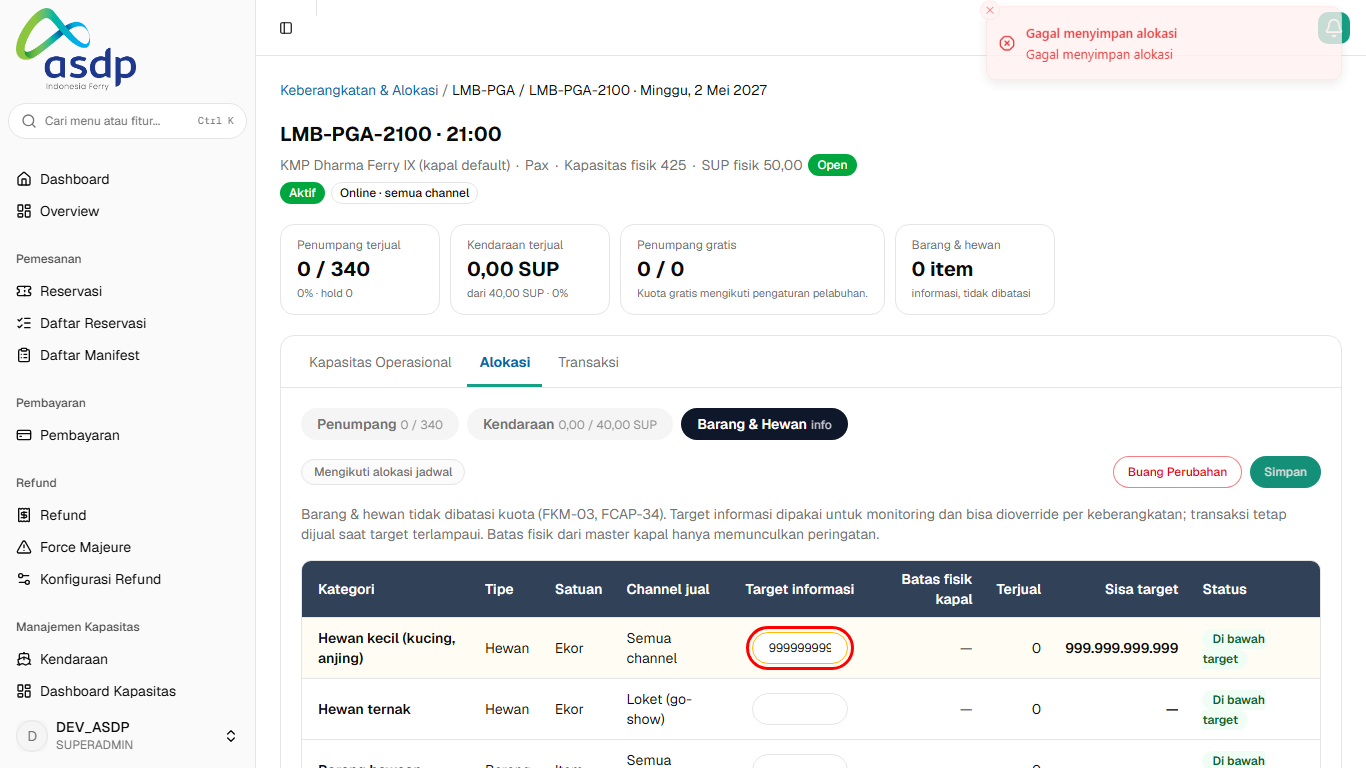 asdp
Indonesia Ferry
Cari menu atau fitur... Ctrl K
Dashboard
Overview
Pemesanan
Reservasi
Daftar Reservasi
Daftar Manifest
Pembayaran
Pembayaran
Refund
Refund
Force Majeure
Konfigurasi Refund
Manajemen Kapasitas
Kendaraan
Dashboard Kapasitas
D
DEV_ASDP
SUPERADMIN
Gagal menyimpan alokasi
Gagal menyimpan alokasi
Keberangkatan & Alokasi / LMB-PGA / LMB-PGA-2100 · Minggu, 2 Mei 2027
LMB-PGA-2100 · 21:00
KMP Dharma Ferry IX (kapal default) · Pax · Kapasitas fisik 425 · SUP fisik 50,00 Open
Aktif Online · semua channel
Penumpang terjual
0 / 340
0% · hold 0
Kendaraan terjual
0,00 SUP
dari 40,00 SUP · 0%
Penumpang gratis
0 / 0
Kuota gratis mengikuti pengaturan pelabuhan.
Barang & hewan
0 item
informasi, tidak dibatasi
Kapasitas Operasional Alokasi Transaksi
Penumpang 0 / 340 Kendaraan 0,00 / 40,00 SUP Barang & Hewan info
Mengikuti alokasi jadwal Buang Perubahan Simpan
Barang & hewan tidak dibatasi kuota (FKM-03, FCAP-34). Target informasi dipakai untuk monitoring dan bisa dioverride per keberangkatan; transaksi tetap
dijual saat target terlampaui. Batas fisik dari master kapal hanya memunculkan peringatan.
Kategori Tipe Satuan Channel jual Target informasi Batas fisik kapal Terjual Sisa target Status
Hewan kecil (kucing, anjing) Hewan Ekor Semua channel 999999999 — 0 999.999.999.999 Di bawah target
Hewan ternak Hewan Ekor Loket (go-show) — 0 — Di bawah target
Semua Di bawah